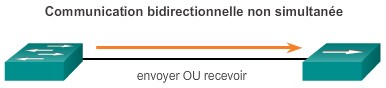 Communication bidirectionnelle non simultanée
envoyer OU recevoir